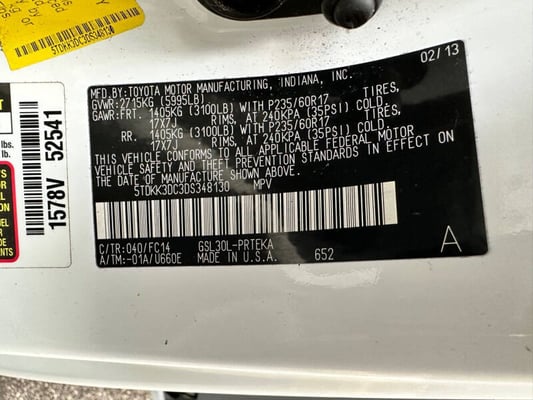 5TDKK3DC3DS348130
02/13
MFD. BY: TOYOTA MOTOR MANUFACTURING, INDIANA, INC.
GVWR: 2715KG (5995LB)
GAWR: FRT. 1405KG (3100LB) WITH P235/60R17
17X7J RIMS, AT 240KPA (35PSI) COLD.
RR. 1405KG (3100LB) WITH P235/60R17
17X7J RIMS, AT 240KPA (35PSI) COLD.
THIS VEHICLE CONFORMS TO ALL APPLICABLE FEDERAL MOTOR
VEHICLE SAFETY AND THEFT PREVENTION STANDARDS IN EFFECT ON
THE DATE OF MANUFACTURE SHOWN ABOVE.
5TDKK3DC3DS348130 MPV
C/TR: 040/FC14 GSL30L-PRTEKA
A/TM: -01A/U660E MADE IN U.S.A. 652
A
1578V 52541
lbs.
lbs.